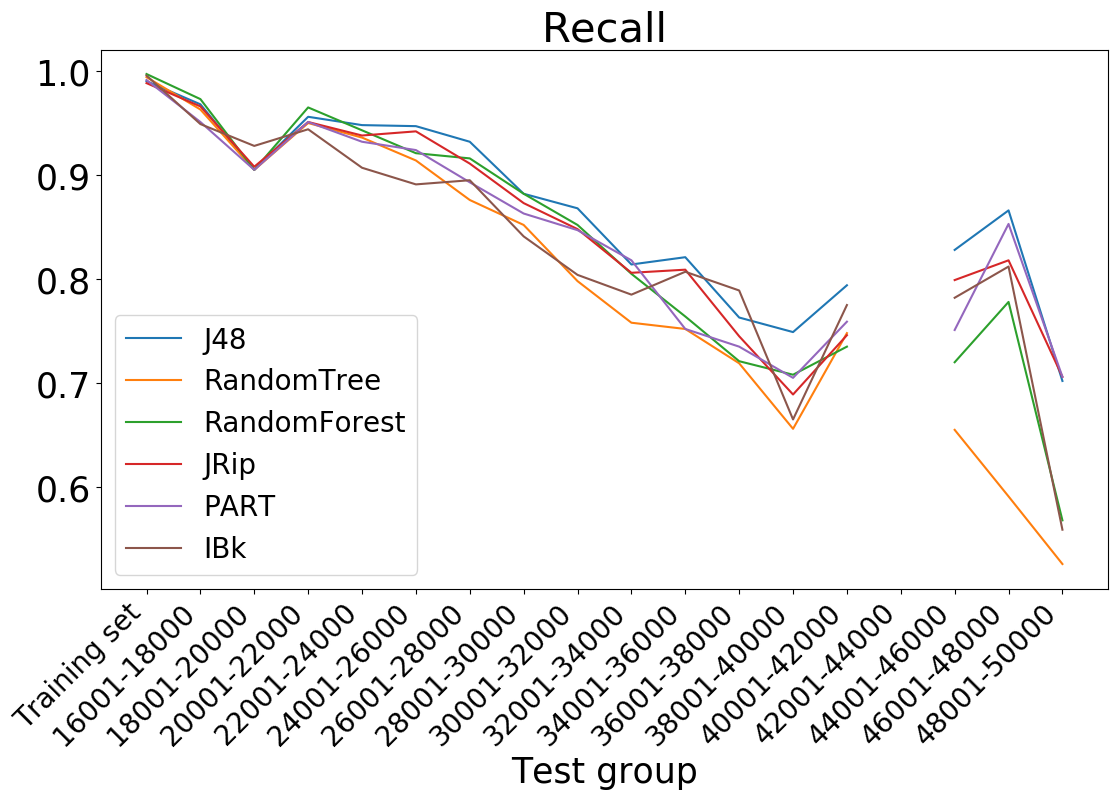 Recall
1.0
0.9
0.8
0.7
0.6
J48
RandomTree
RandomForest
JRip
PART
IBk
Training set
16001-18000
18001-20000
20001-22000
22001-24000
24001-26000
26001-28000
28001-30000
30001-32000
32001-34000
34001-36000
36001-38000
38001-40000
40001-42000
42001-44000
44001-46000
46001-48000
48001-50000
Test group